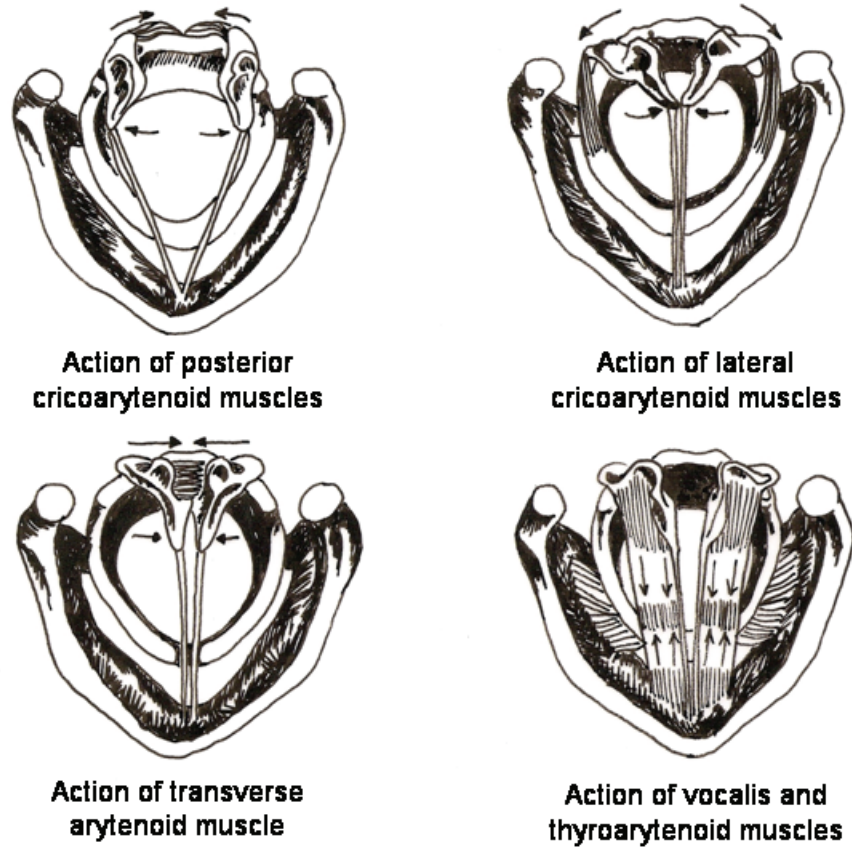 Action of posterior
cricoarytenoid muscles
Action of lateral
cricoarytenoid muscles
Action of transverse
arytenoid muscle
Action of vocalis and
thyroarytenoid muscles